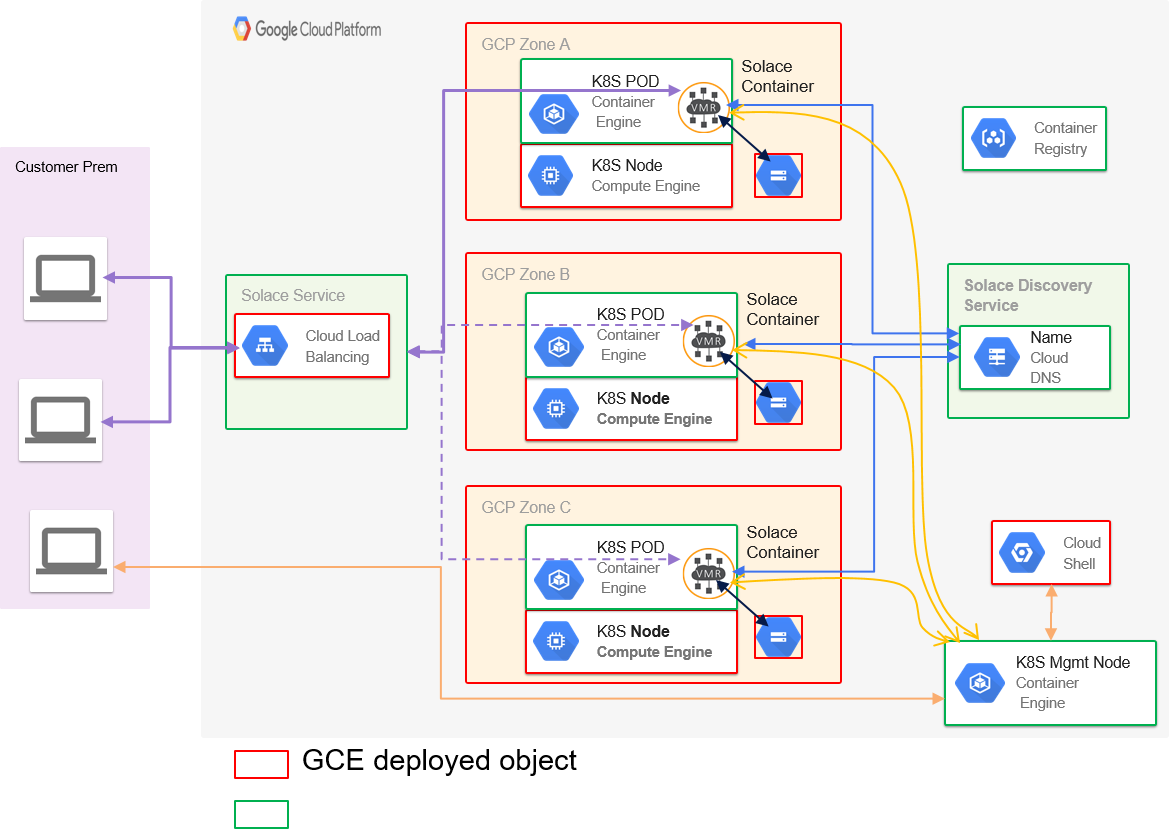 Google Cloud Platform
Customer Prem
GCP Zone A
K8S POD
Container
Engine
VMR
Solace
Container
K8S Node
Compute Engine
Container
Registry
Solace Service
Cloud Load
Balancing
GCP Zone B
K8S POD
Container
Engine
VMR
Solace
Container
K8S Node
Compute Engine
Solace Discovery
Service
Name
Cloud
DNS
GCP Zone C
K8S POD
Container
Engine
VMR
Solace
Container
K8S Node
Compute Engine
Cloud
Shell
K8S Mgmt Node
Container
Engine
GCE deployed object